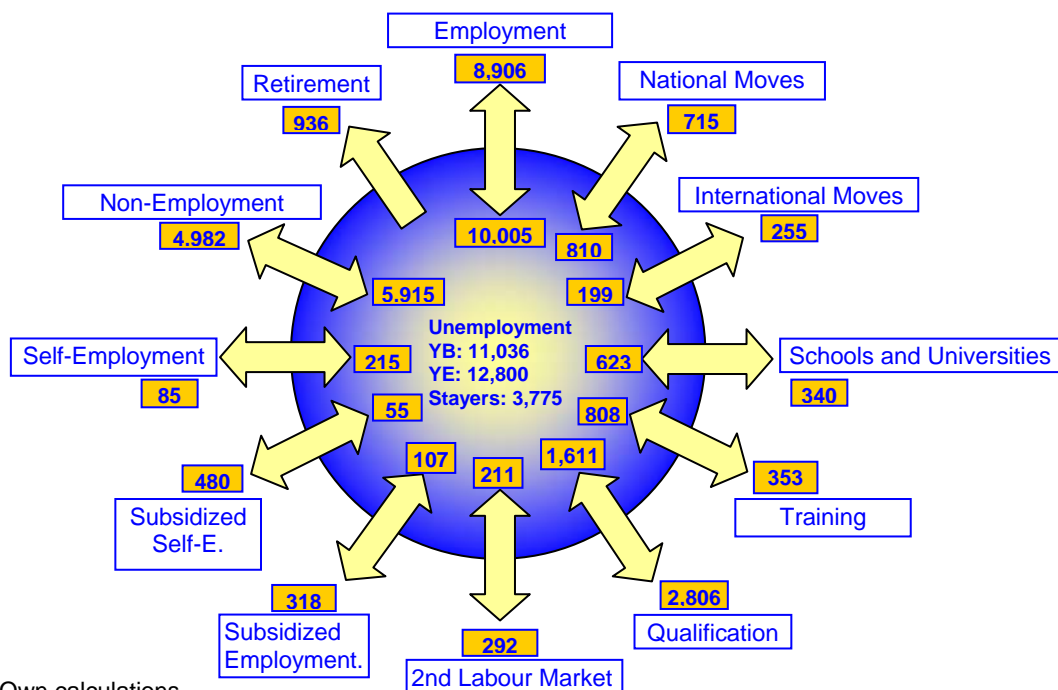 Employment
8,906
Retirement
936
National Moves
715
Non-Employment
4.982
International Moves
255
10.005
810
5.915
199
Unemployment
YB: 11,036
YE: 12,800
Stayers: 3,775
Self-Employment
85
215
623
Schools and Universities
340
55
808
107
211
1,611
480
Subsidized
Self-E.
353
Training
318
Subsidized
Employment.
292
2nd Labour Market
2.806
Qualification
Own calculations